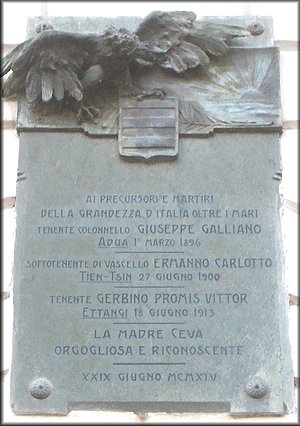 AI PRECURSORI E MARTIRI
DELLA GRANDEZZA D'ITALIA OLTRE I MARI
TENENTE COLONNELLO GIUSEPPE GALLIANO
ADUA 1° MARZO 1896
SOTTOTENENTE DI VASCELLO ERMANNO CARLOTTO
TIEN-TSIN 27 GIUGNO 1900
TENENTE GERBINO PROMIS VITTOR
ETTANGI 18 GIUGNO 1913
LA MADRE CEVA
ORGOGLIOSA E RICONOSCENTE
XXIX GIUGNO MCMXIV